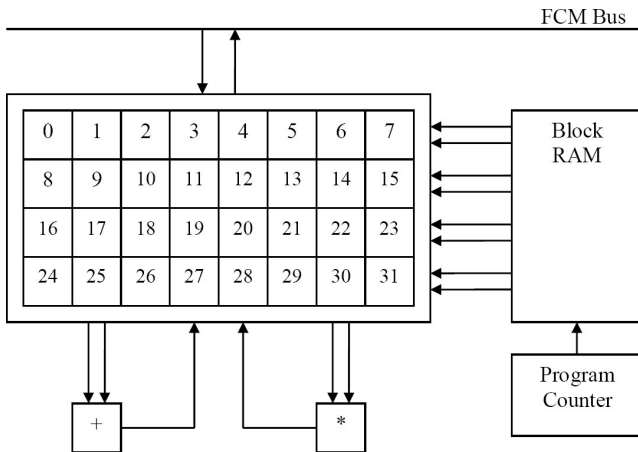 FCM Bus
0 1 2 3 4 5 6 7
8 9 10 11 12 13 14 15
16 17 18 19 20 21 22 23
24 25 26 27 28 29 30 31
Block
RAM
Program
Counter
+
*